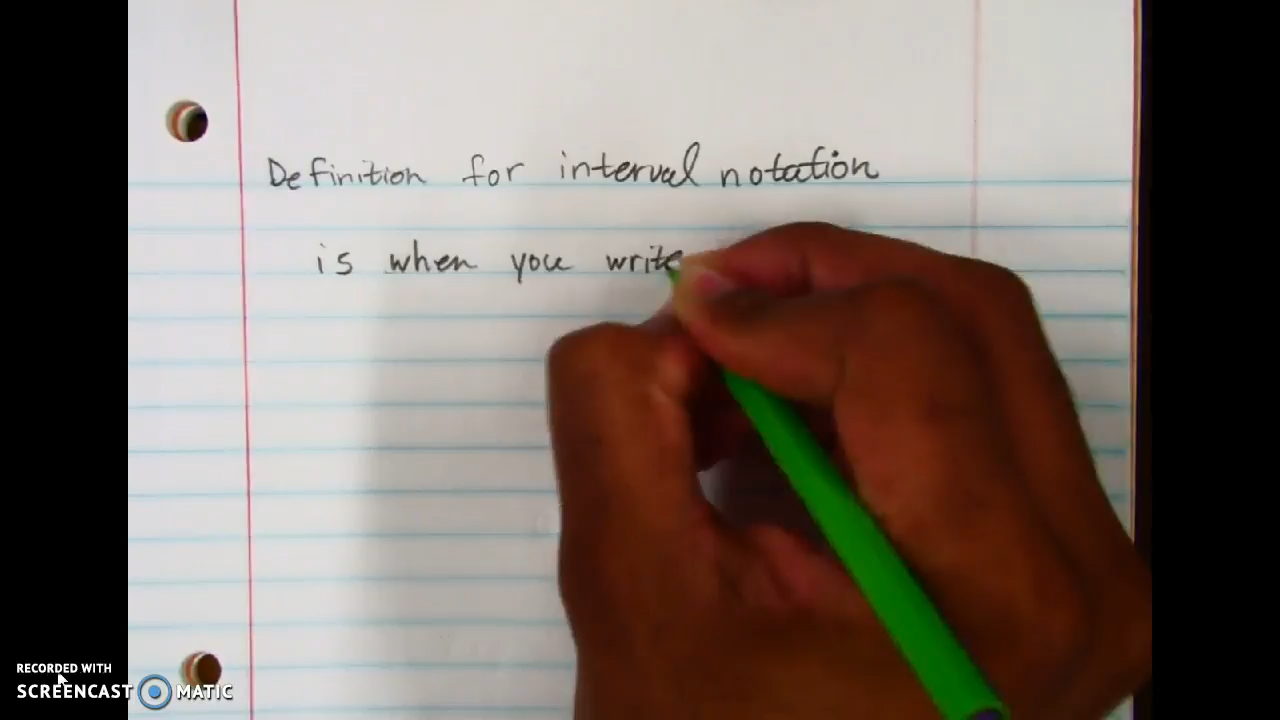 Definition for interval notation
is when you write
RECORDED WITH
SCREENCAST MATIC